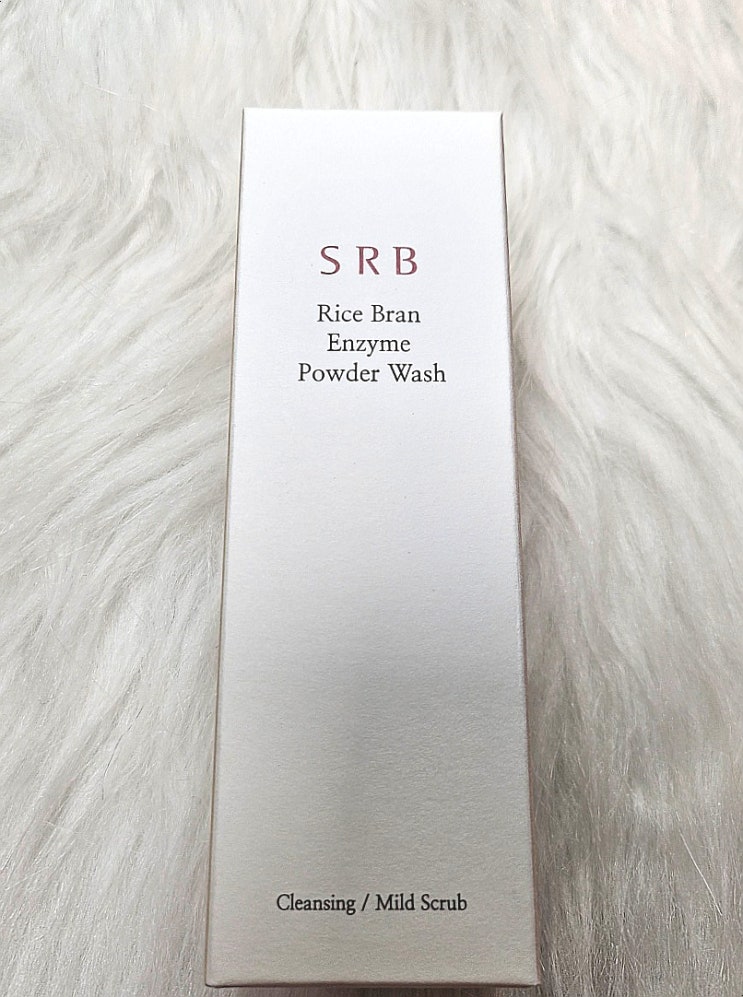 SRB
Rice Bran
Enzyme
Powder Wash
Cleansing / Mild Scrub